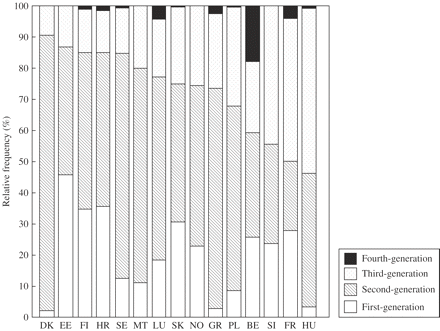 100
90
80
70
60
50
40
30
20
10
0
Relative frequency (%)
DK EE FI HR SE MT LU SK NO GR PL BE SI FR HU
Fourth-generation
Third-generation
Second-generation
First-generation